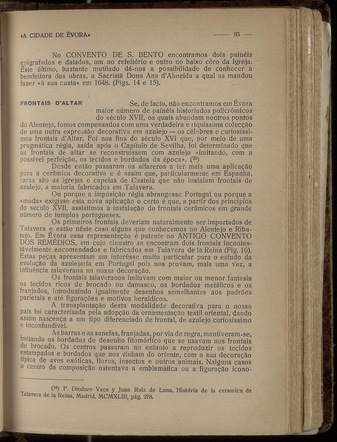 «A CIDADE DE ÉVORA» — 85 —
No CONVENTO DE S. BENTO encontramos dois painéis
epigrafados e datados, um no refeitório e outro no baixo côro da Igreja.
Este último, bastante mutilado dá-nos a possibilidade de conhecer a
bemfeitora das obras, a Sacristã Dona Ana d'Almeida a qual as mandou
fazer «à sua custa» em 1648. (Figs. 14 e 15).
FRONTAIS D'ALTAR Se, de facto, não encontramos em Évora
maior número de painéis historiados policrómicos
do século XVII, os quais abundam noutros pontos
do Alentejo, fomos compensados com uma verdadeira e riquíssima colecção
de uma outra expressão decorativa em azulejo — os célebres e curiosíssi-
mos frontais d'Altar. Foi nos fins do século XVI que, por meio de uma
pragmática régia, saída após o Capítulo de Sevilha, foi determinado que
os frontais de altar se reconstruissem com azulejo «imitando, com a
possível perfeição, os tecidos e bordados da época».
Desde então passaram os alfareros a ter mais uma aplicação
para a cerâmica decorativa e é assim que, particularmente em Espanha,
raras são as igrejas e capelas de Castela que não instalam frontais de
azulejo, a maioria fabricados em Talavera.
Ou porque a imposição régia abrangesse Portugal ou porque a
«moda» exigisse esta nova aplicação o certo é que, a partir dos princípios
do século XVII, assistimos à instalação de frontais cerâmicos em grande
número de templos portugueses.
Os primeiros frontais deveriam naturalmente ser importados de
Talavera e estão nêste caso alguns que conhecemos no Alentejo e Riba-
tejo. Em Évora essa representação é patente no ANTIGO CONVENTO
DOS REMÉDIOS, em cujo claustro se encontram dois frontais incontes-
tàvelmente encomendados e fabricados em Talavera de la Reina (Fig. 16).
Estas peças apresentam um interêsse muito particular para o estudo da
evolução da azulejaria em Portugal pois nos provam, mais uma vez, a
influência talaverana na nossa decoração.
Os frontais talaveranos imitavam com maior ou menor fantasia
os tecidos ricos de brocado ou damasco, os bordados metálicos e os
franjados, introduzindo igualmente desenhos semelhantes aos padrões
parietais e até figurações e motivos heráldicos.
A transplantação desta modalidade decorativa para o nosso
país foi caracterisada pela adopção da ornamentação textil oriental, dando
assim nascença a um tipo diferenciado de frontal, de azulejo curiosíssimo
e inconfundível.
As barras e as sanefas, franjadas, por via de regra, mantiveram-se,
imitando os bordados de desenho fitomórfico que se usavam nos frontais
de brocado. Os centros passaram no entanto a reproduzir os tecidos
estampados e bordados que nos vinham do oriente, com a sua decoração
típica de aves exóticas, flores, insectos e outros animais. Nalguns casos
o centro da composição ostentava a emblemática ou a figuração icono-
P. Diodoro Vaca y Juan Ruiz de Luna. História de la ceramica de
Talavera de la Reina, Madrid, MCMXLIII, pág. 278.